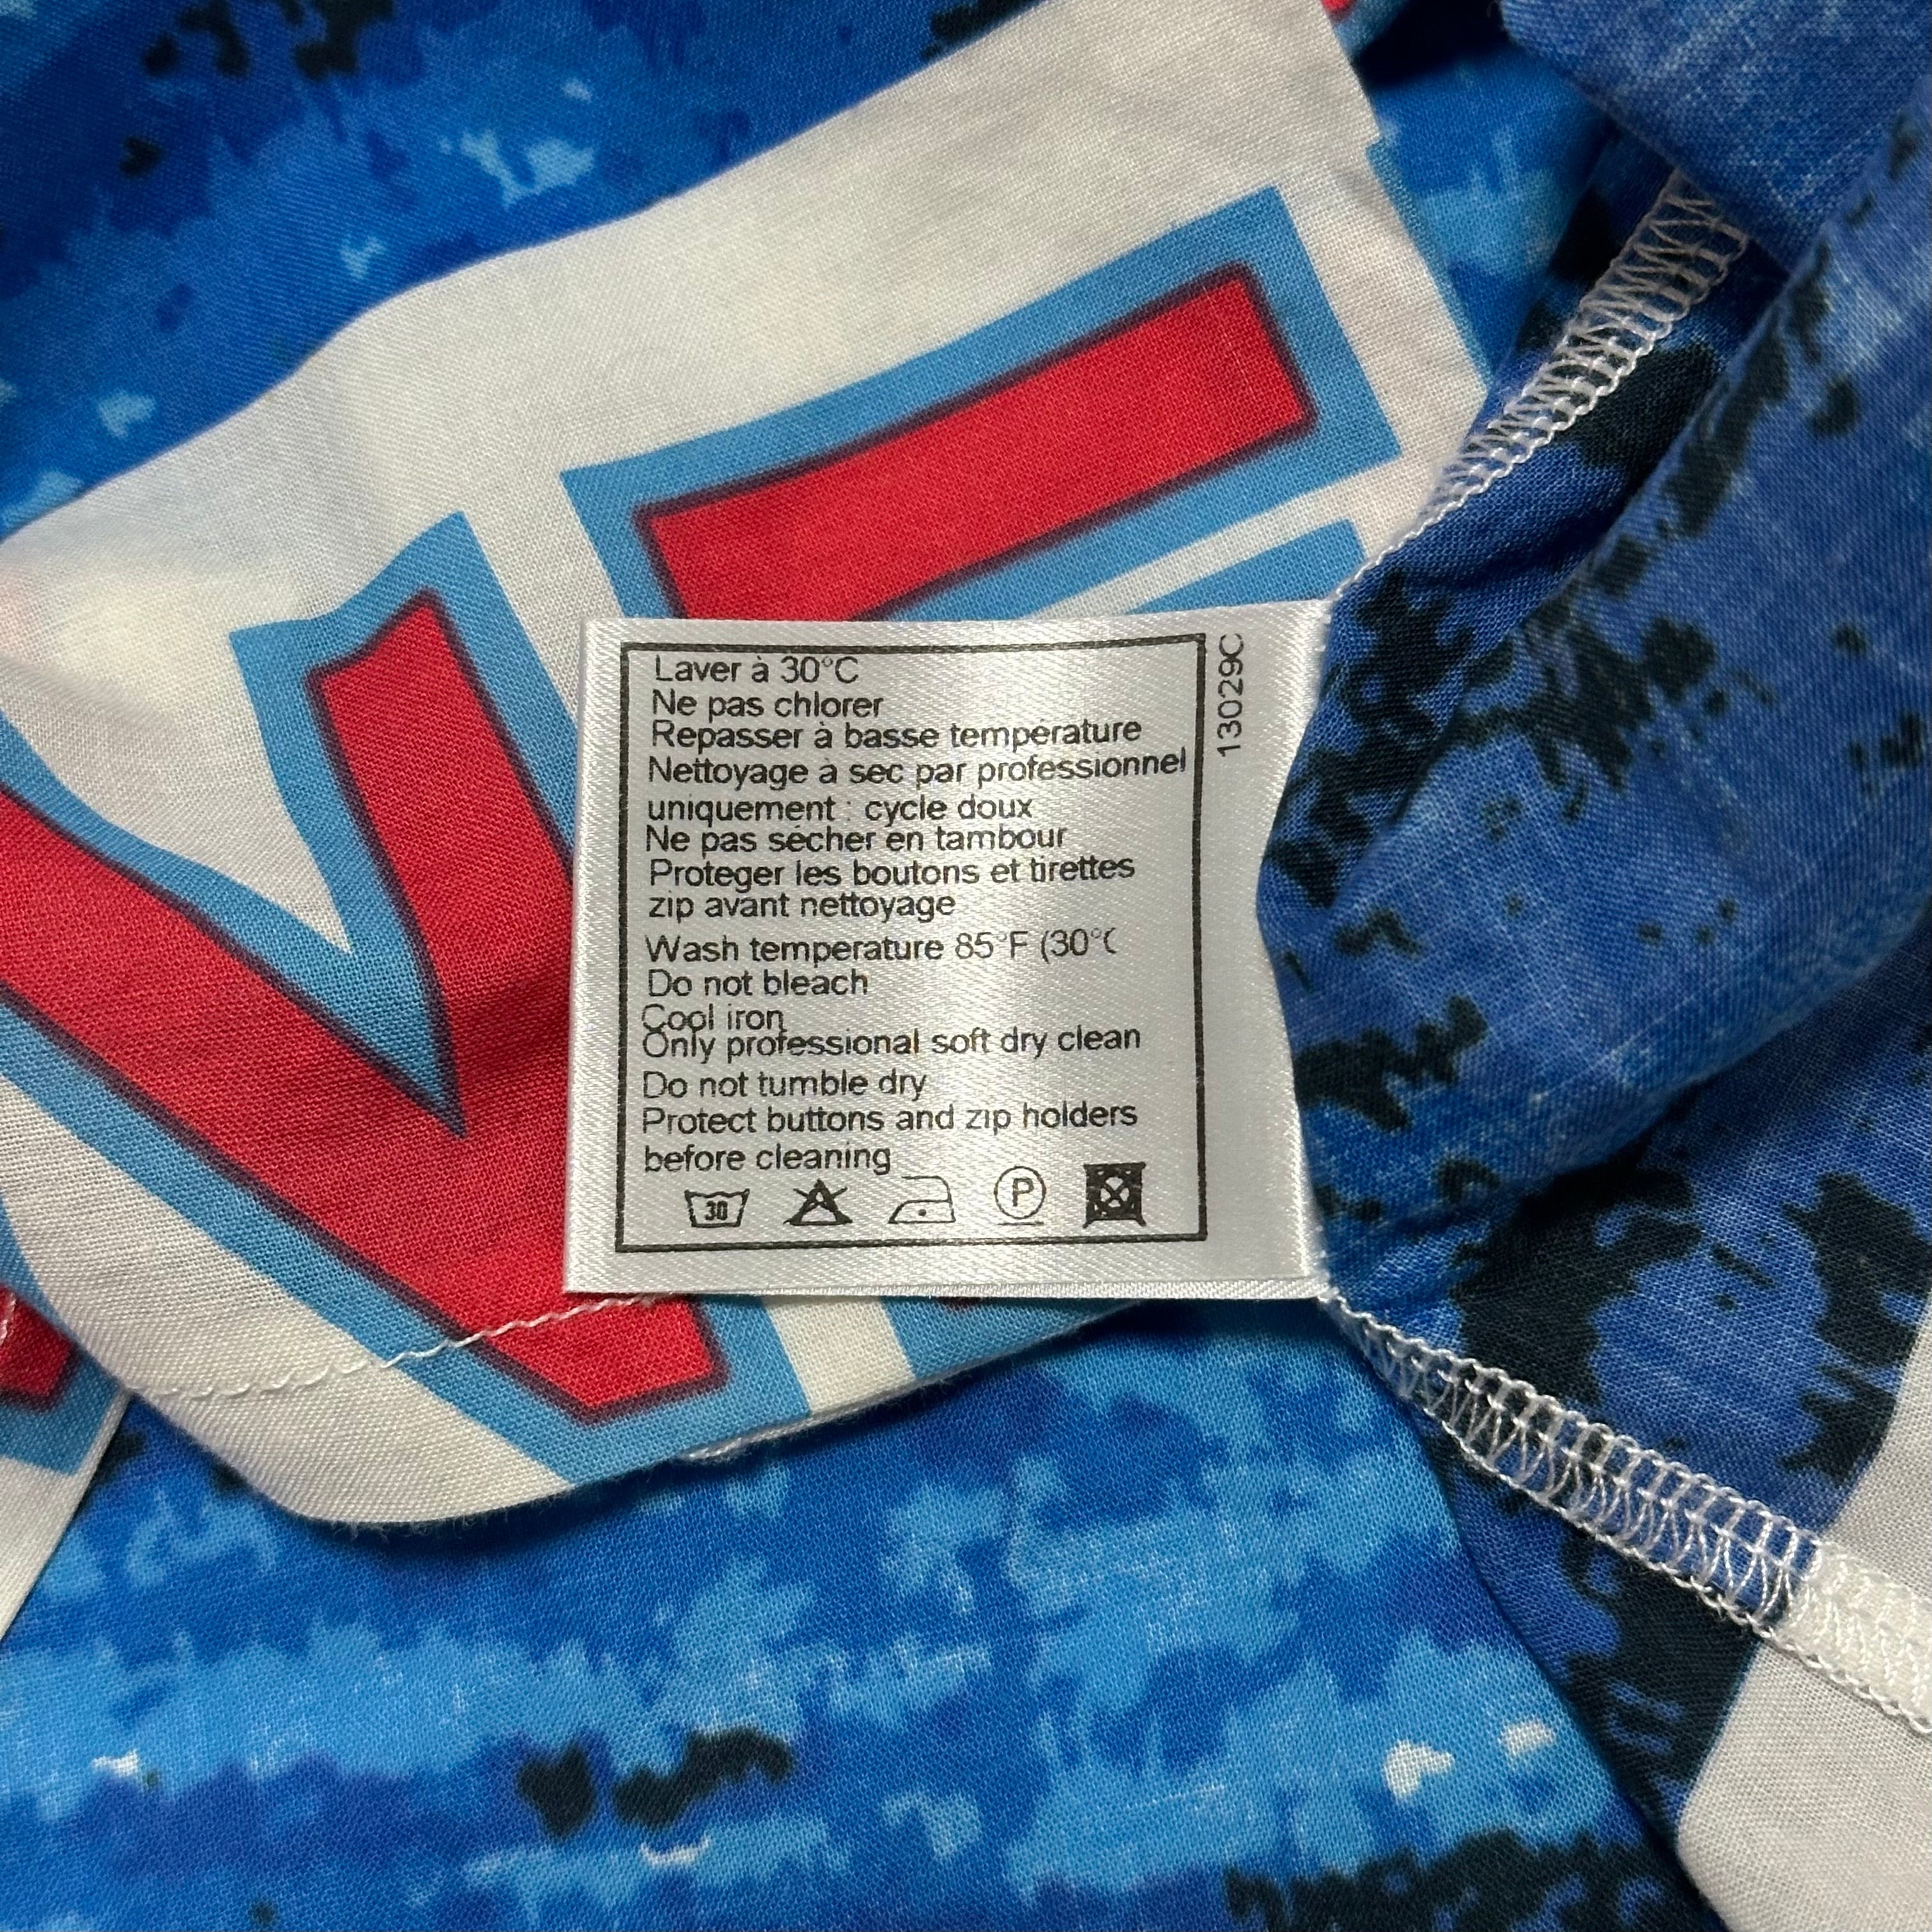 Laver à 30°C
Ne pas chlorer
Repasser à basse température
Nettoyage à sec par professionnel
uniquement : cycle doux
Ne pas sécher en tambour
Proteger les boutons et tirettes
zip avant nettoyage
Wash temperature 85°F (30°C
Do not bleach
Cool iron
Only professional soft dry clean
Do not tumble dry
Protect buttons and zip holders
before cleaning
30 P
13029C